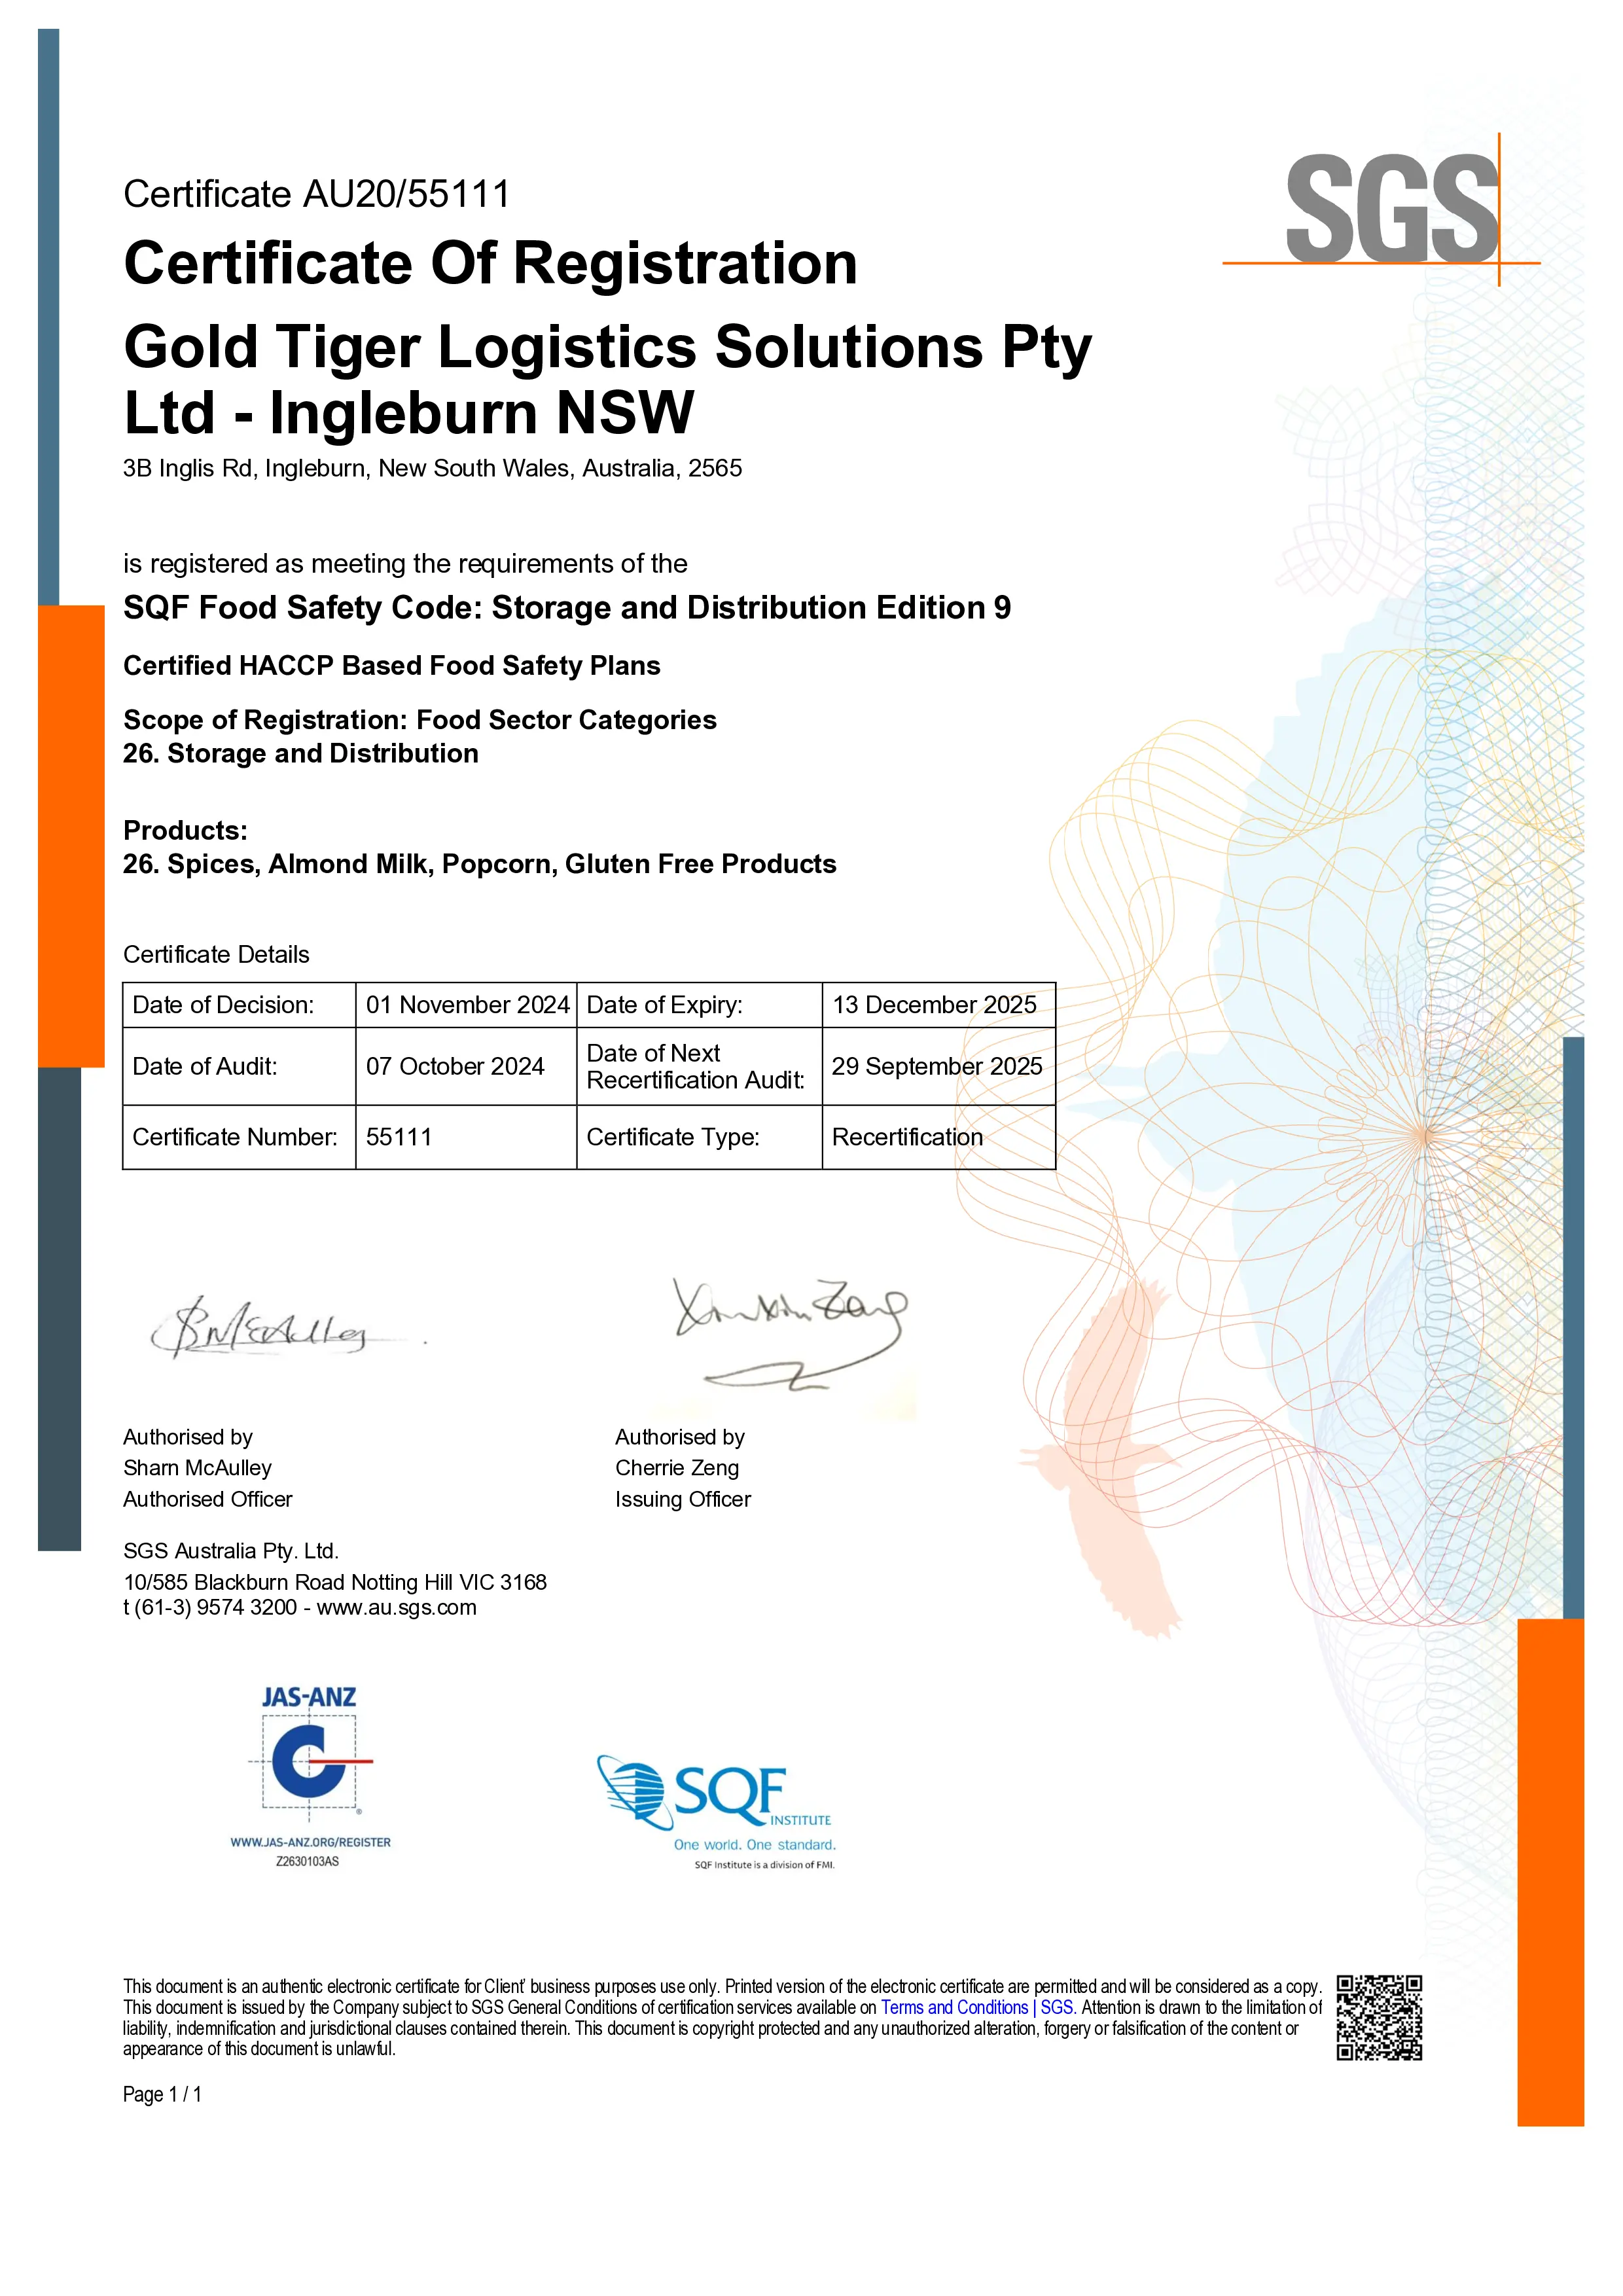 SGS
Certificate AU20/55111
Certificate Of Registration
Gold Tiger Logistics Solutions Pty
Ltd - Ingleburn NSW
3B Inglis Rd, Ingleburn, New South Wales, Australia, 2565
is registered as meeting the requirements of the
SQF Food Safety Code: Storage and Distribution Edition 9
Certified HACCP Based Food Safety Plans
Scope of Registration: Food Sector Categories
26. Storage and Distribution
Products:
26. Spices, Almond Milk, Popcorn, Gluten Free Products
Certificate Details
Date of Decision: 01 November 2024 Date of Expiry: 13 December 2025
Date of Audit: 07 October 2024 Date of Next Recertification Audit: 29 September 2025
Certificate Number: 55111 Certificate Type: Recertification
Authorised by
Sharn McAulley
Authorised Officer
Authorised by
Cherrie Zeng
Issuing Officer
SGS Australia Pty. Ltd.
10/585 Blackburn Road Notting Hill VIC 3168
t (61-3) 9574 3200 - www.au.sgs.com
JAS-ANZ
®
WWW.JAS-ANZ.ORG/REGISTER
Z2630103AS
SQF
INSTITUTE
One world. One standard.
SQF Institute is a division of FMI.
This document is an authentic electronic certificate for Client' business purposes use only. Printed version of the electronic certificate are permitted and will be considered as a copy.
This document is issued by the Company subject to SGS General Conditions of certification services available on Terms and Conditions | SGS. Attention is drawn to the limitation of
liability, indemnification and jurisdictional clauses contained therein. This document is copyright protected and any unauthorized alteration, forgery or falsification of the content or
appearance of this document is unlawful.
Page 1 / 1